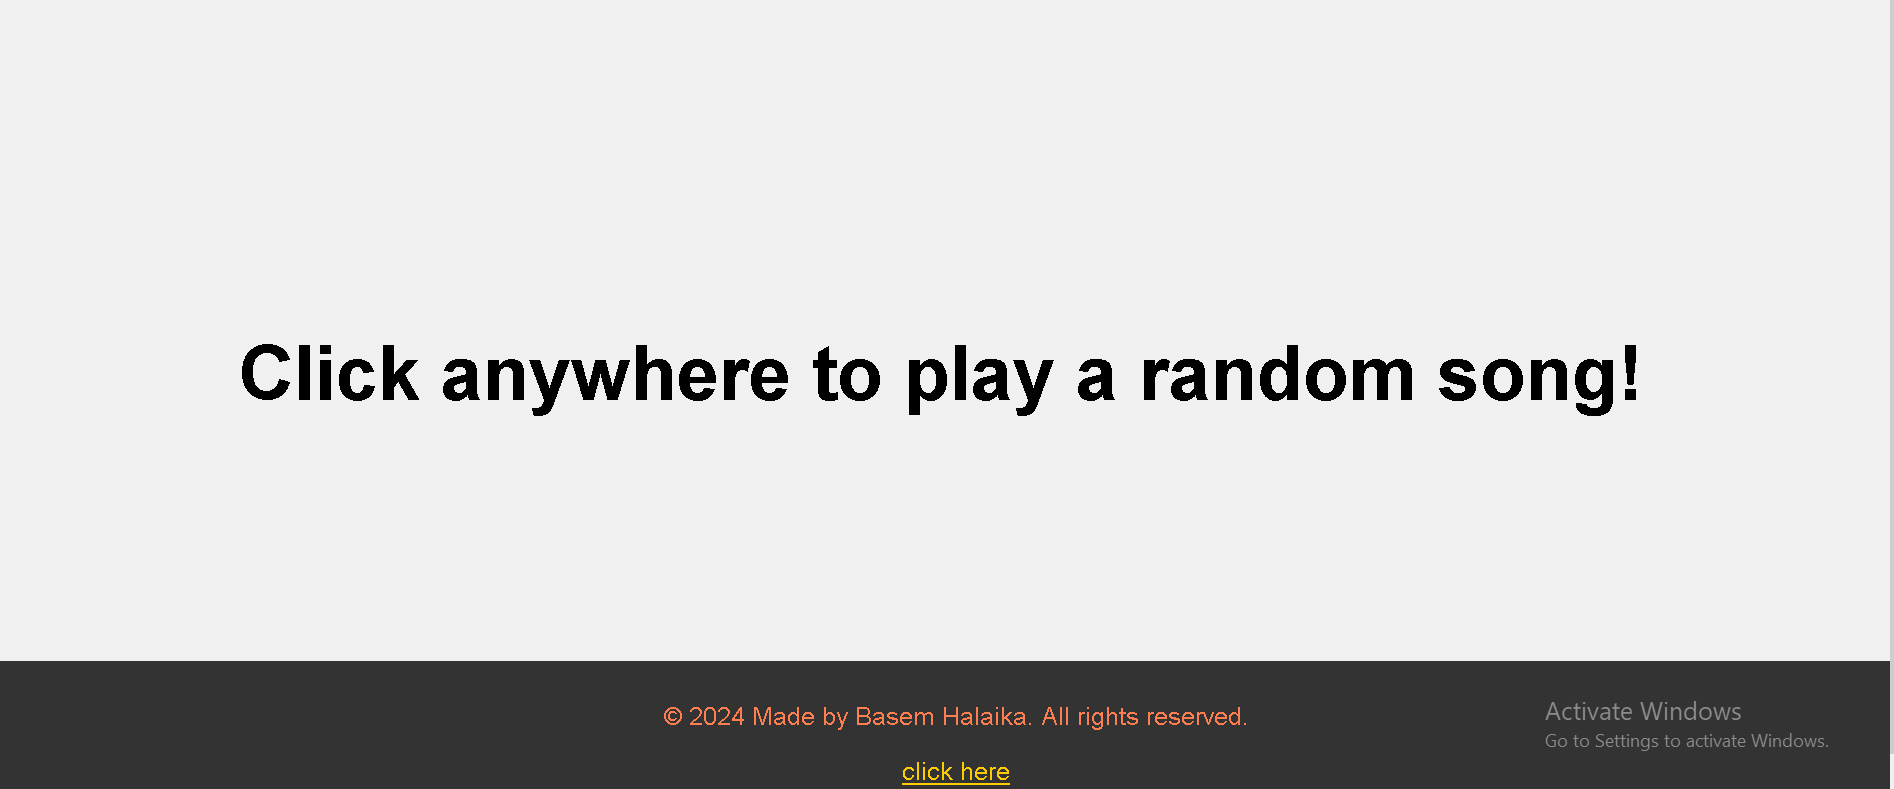 Click anywhere to play a random song!
© 2024 Made by Basem Halaika. All rights reserved.
Activate Windows
Go to Settings to activate Windows.
click here